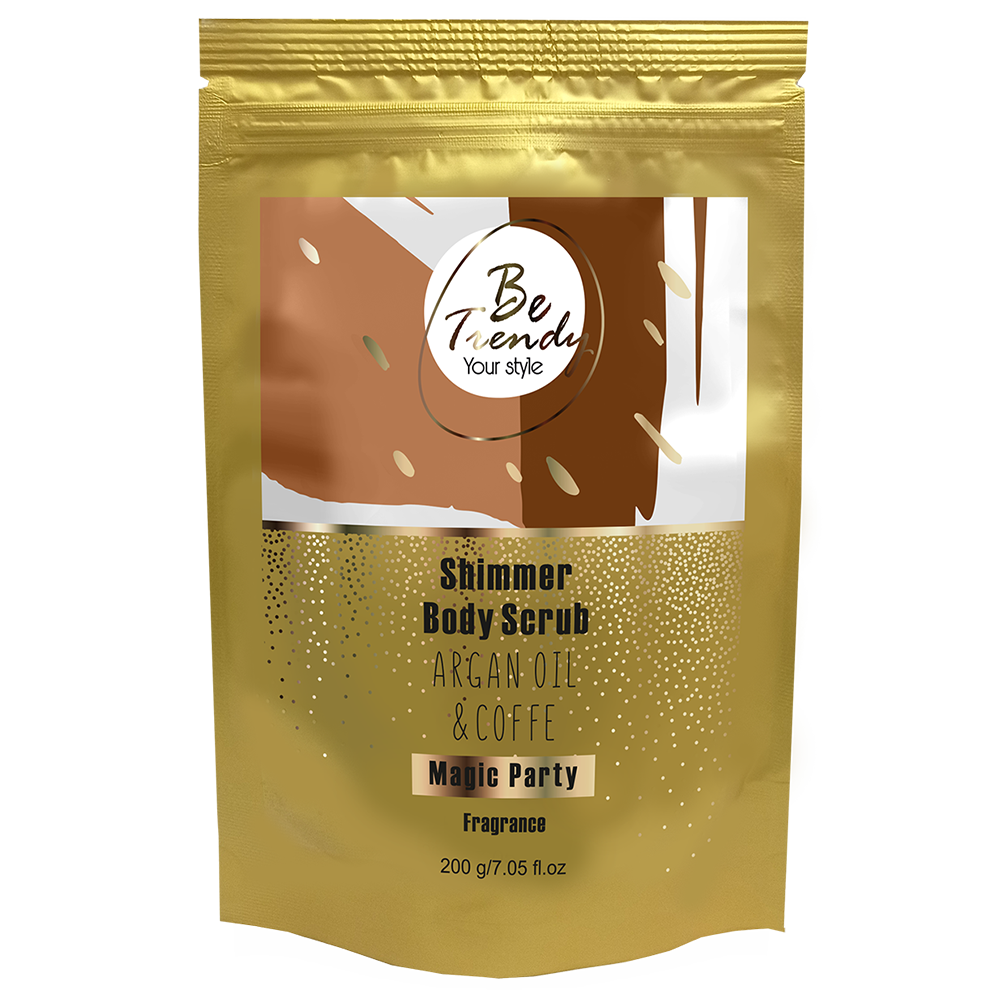 Be
Trendy
Your style
Shimmer
Body Scrub
ARGAN OIL
&COFFE
Magic Party
Fragrance
200 g/7.05 fl.oz